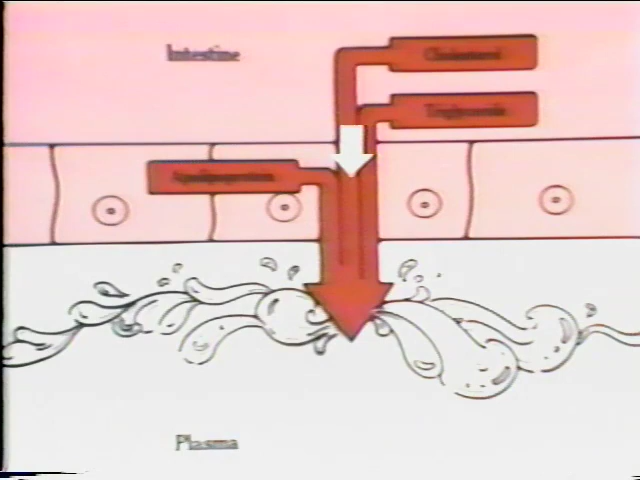 Intestine
Cholesterol
Triglyceride
Apolipoprotein
Plasma